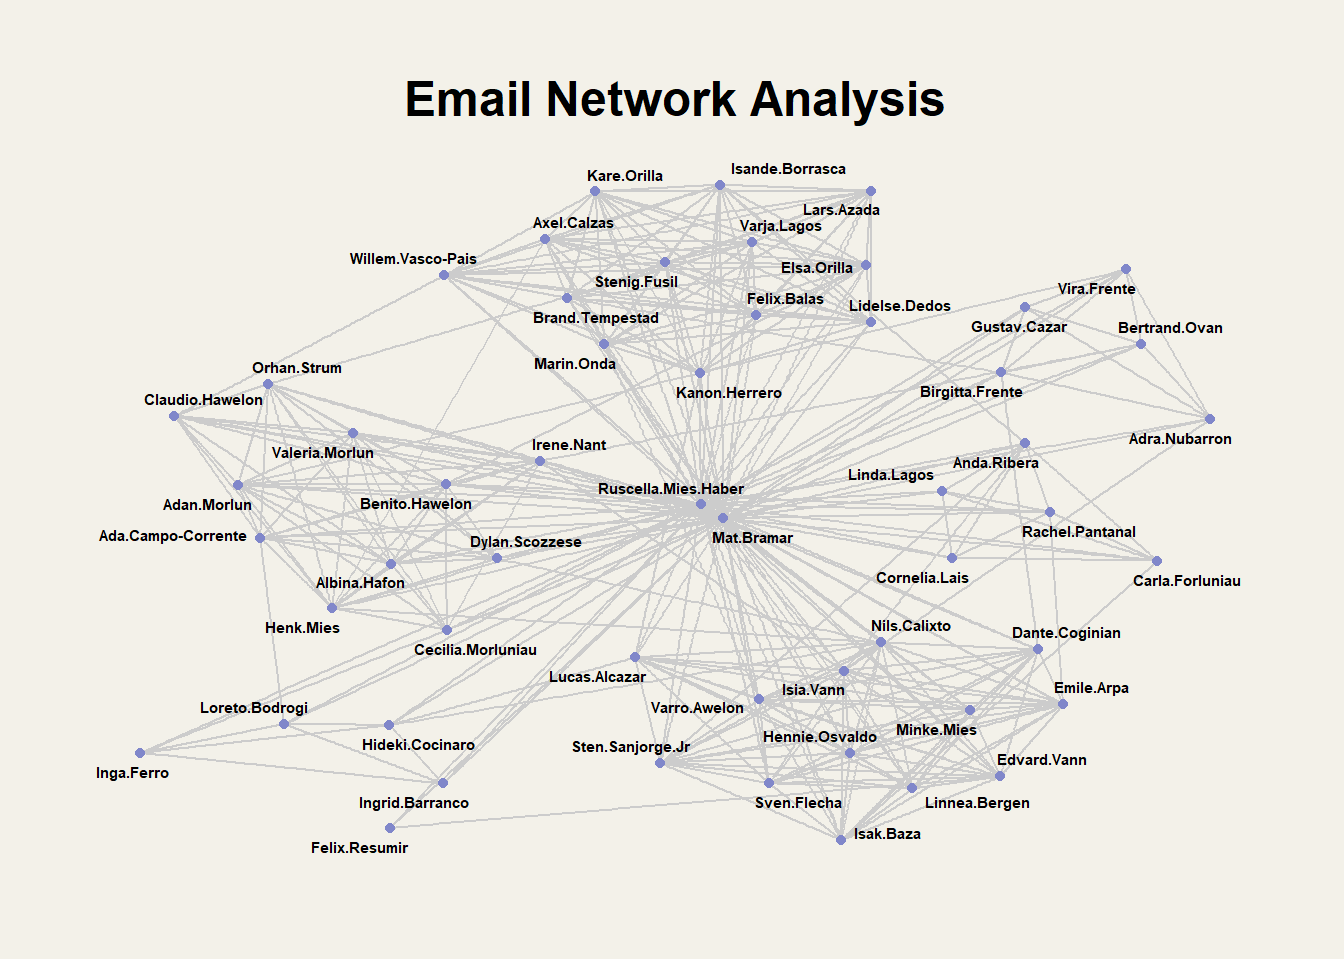 Email Network Analysis
Isande.Borrasca
Kare.Orilla
Lars.Azada
Axel.Calzas
Varja.Lagos
Willem.Vasco-Pais
Elsa.Orilla
Stenig.Fusil
Vira.Frente
Felix.Balas
Lidelse.Dedos
Brand.Tempestad
Gustav.Cazar
Bertrand.Ovan
Marin.Onda
Orhan.Strum
Kanon.Herrero
Birgitta.Frente
Claudio.Hawelon
Adra.Nubarron
Irene.Nant
Valeria.Morlun
Anda.Ribera
Linda.Lagos
Ruscella.Mies.Haber
Adan.Morlun
Benito.Hawelon
Rachel.Pantanal
Ada.Campo-Corrente
Mat.Bramar
Dylan.Scozzese
Cornelia.Lais
Carla.Forluniau
Albina.Hafon
Henk.Mies
Nils.Calixto
Dante.Coginian
Cecilia.Morluniau
Lucas.Alcazar
Isia.Vann
Emile.Arpa
Loreto.Bodrogi
Varro.Awelon
Minke.Mies
Hennie.Osvaldo
Hideki.Cocinaro
Sten.Sanjorge.Jr
Edvard.Vann
Inga.Ferro
Ingrid.Barranco
Sven.Flecha
Linnea.Bergen
Isak.Baza
Felix.Resumir